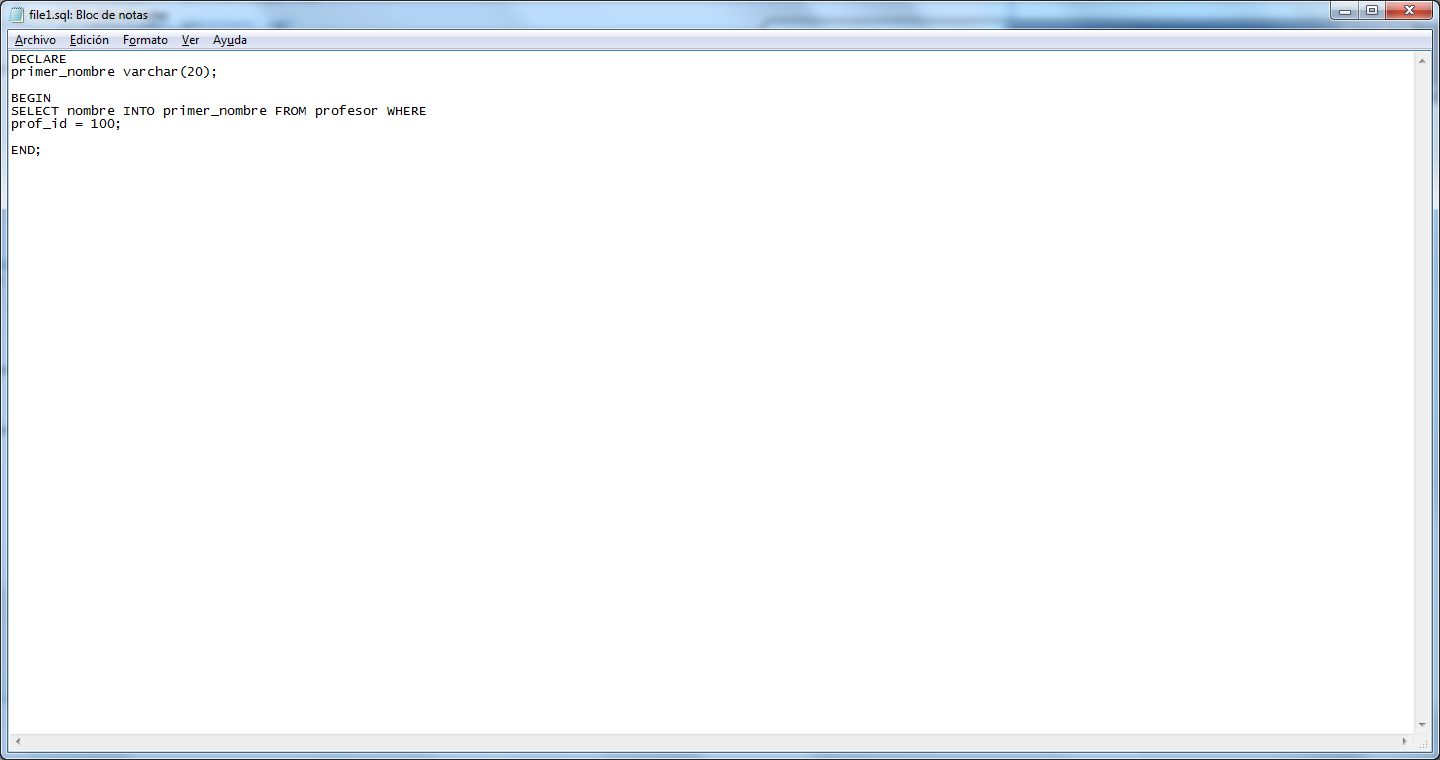 file1.sql: Bloc de notas
Archivo Edición Formato Ver Ayuda
DECLARE
primer_nombre varchar(20);
BEGIN
SELECT nombre INTO primer_nombre FROM profesor WHERE
prof_id = 100;
END;